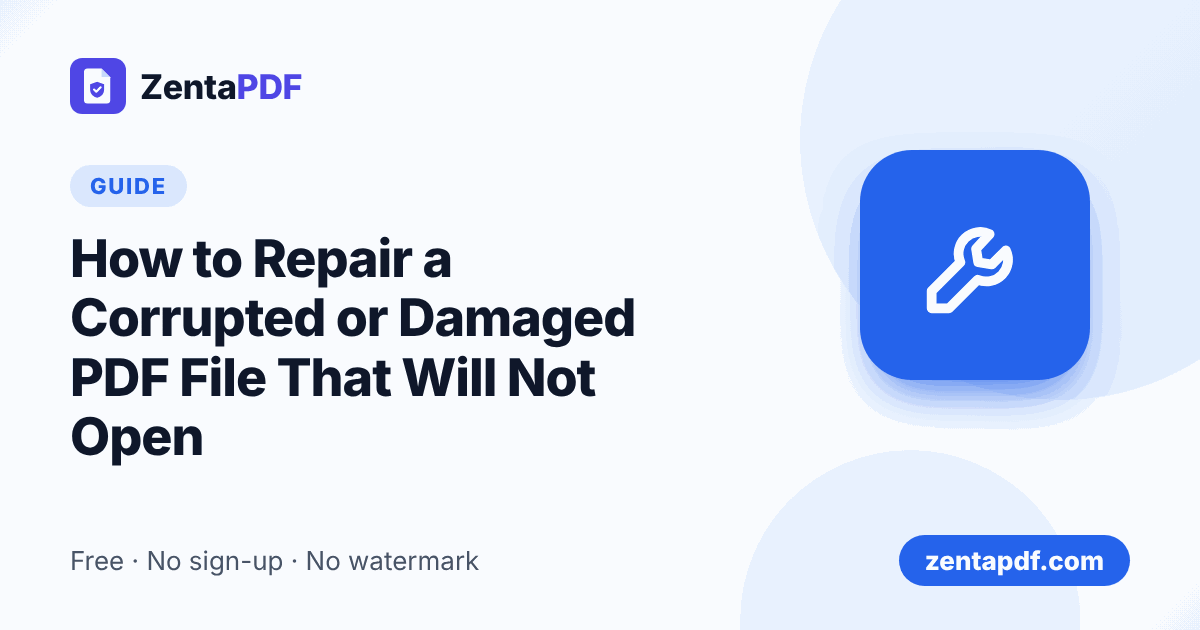 ZentaPDF
GUIDE
How to Repair a
Corrupted or Damaged
PDF File That Will Not
Open
Free · No sign-up · No watermark
zentapdf.com